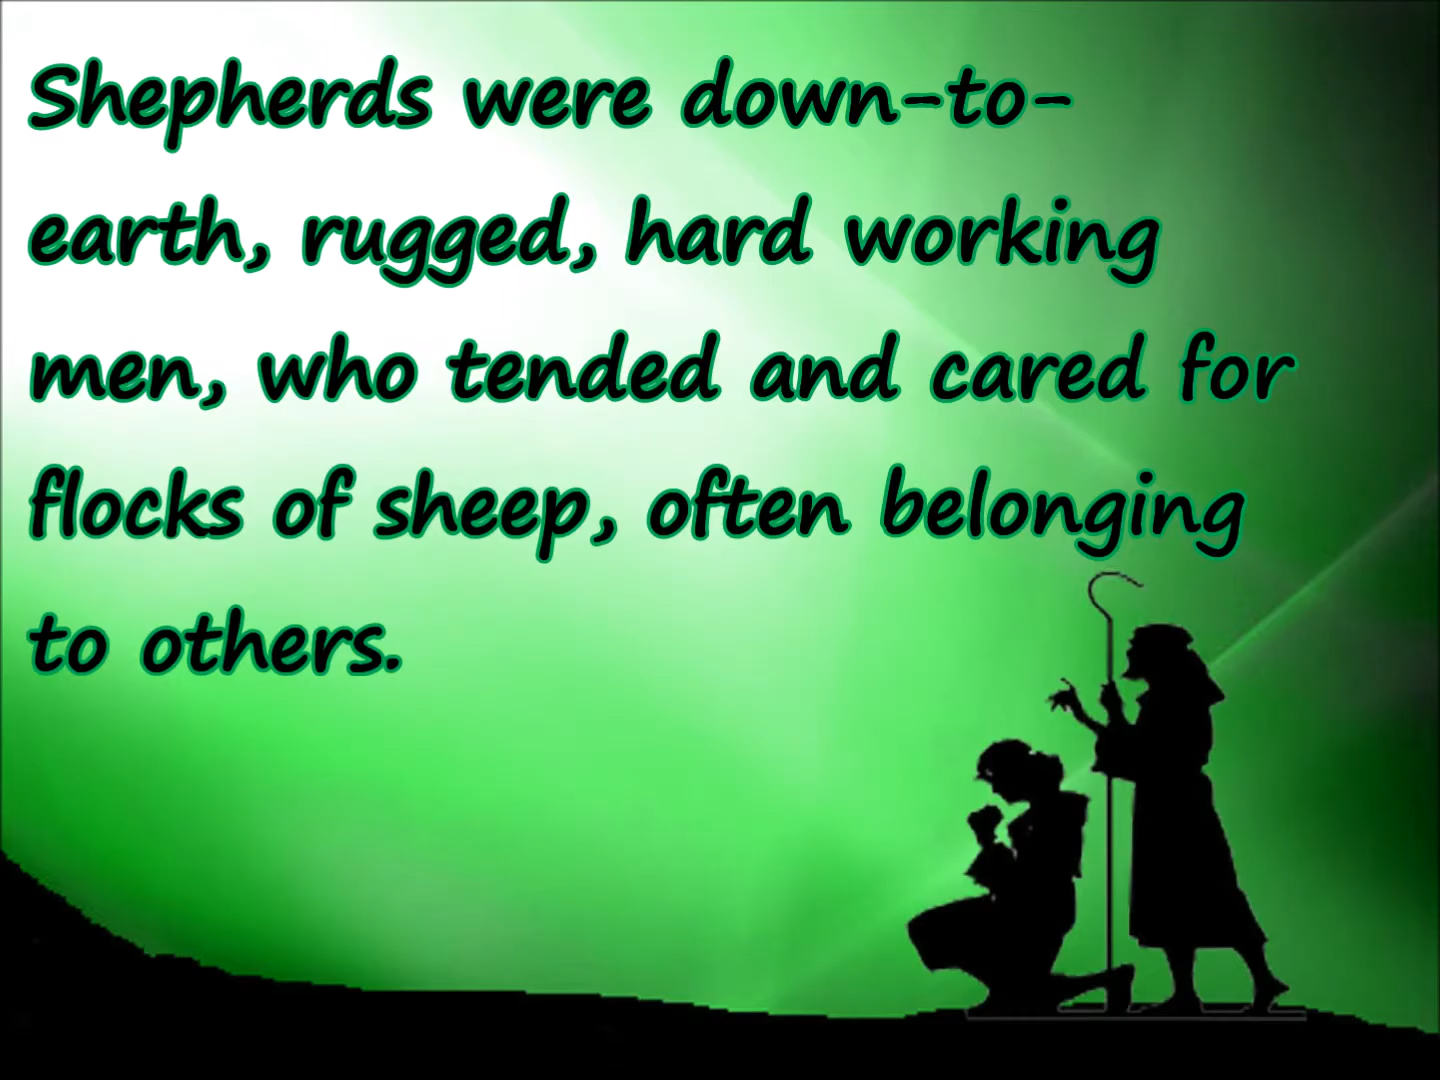 Shepherds were down-to-
earth, rugged, hard working
men, who tended and cared for
flocks of sheep, often belonging
to others.